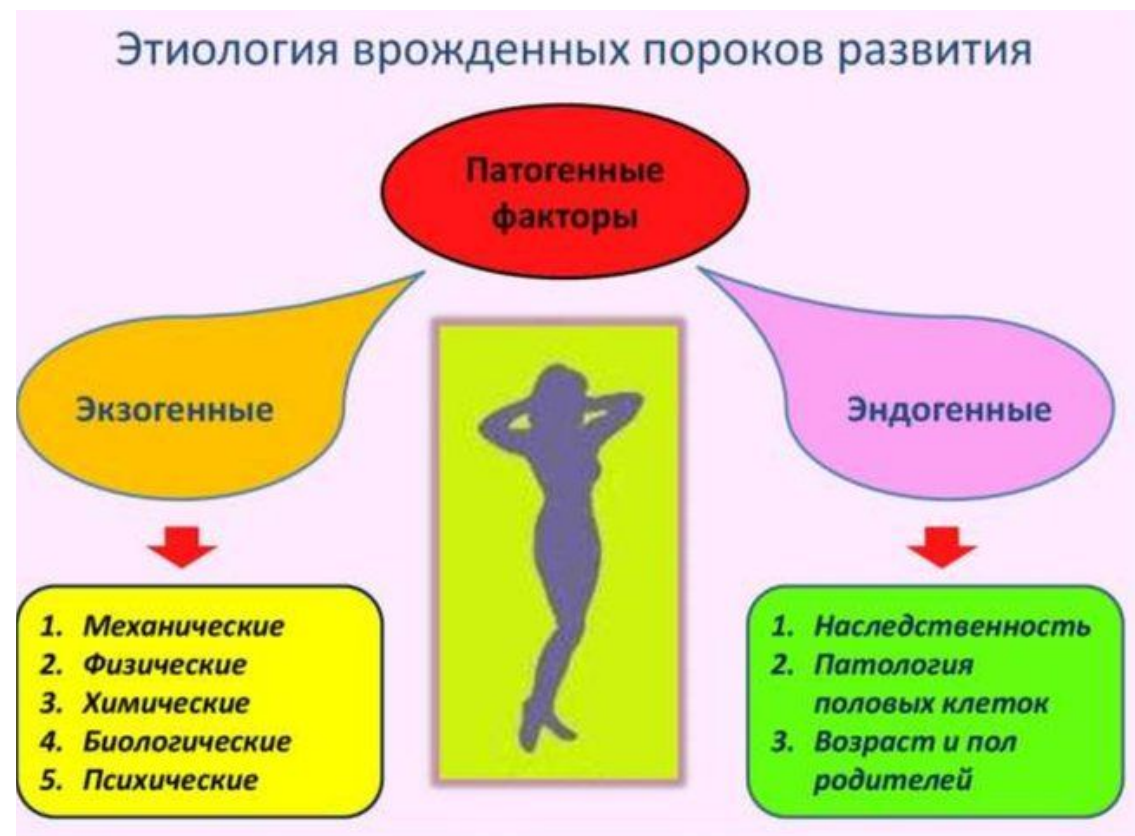 Этиология врожденных пороков развития
Патогенные
факторы
Экзогенные
Эндогенные
1. Механические
2. Физические
3. Химические
4. Биологические
5. Психические
1. Наследственность
2. Патология
половых клеток
3. Возраст и пол
родителей